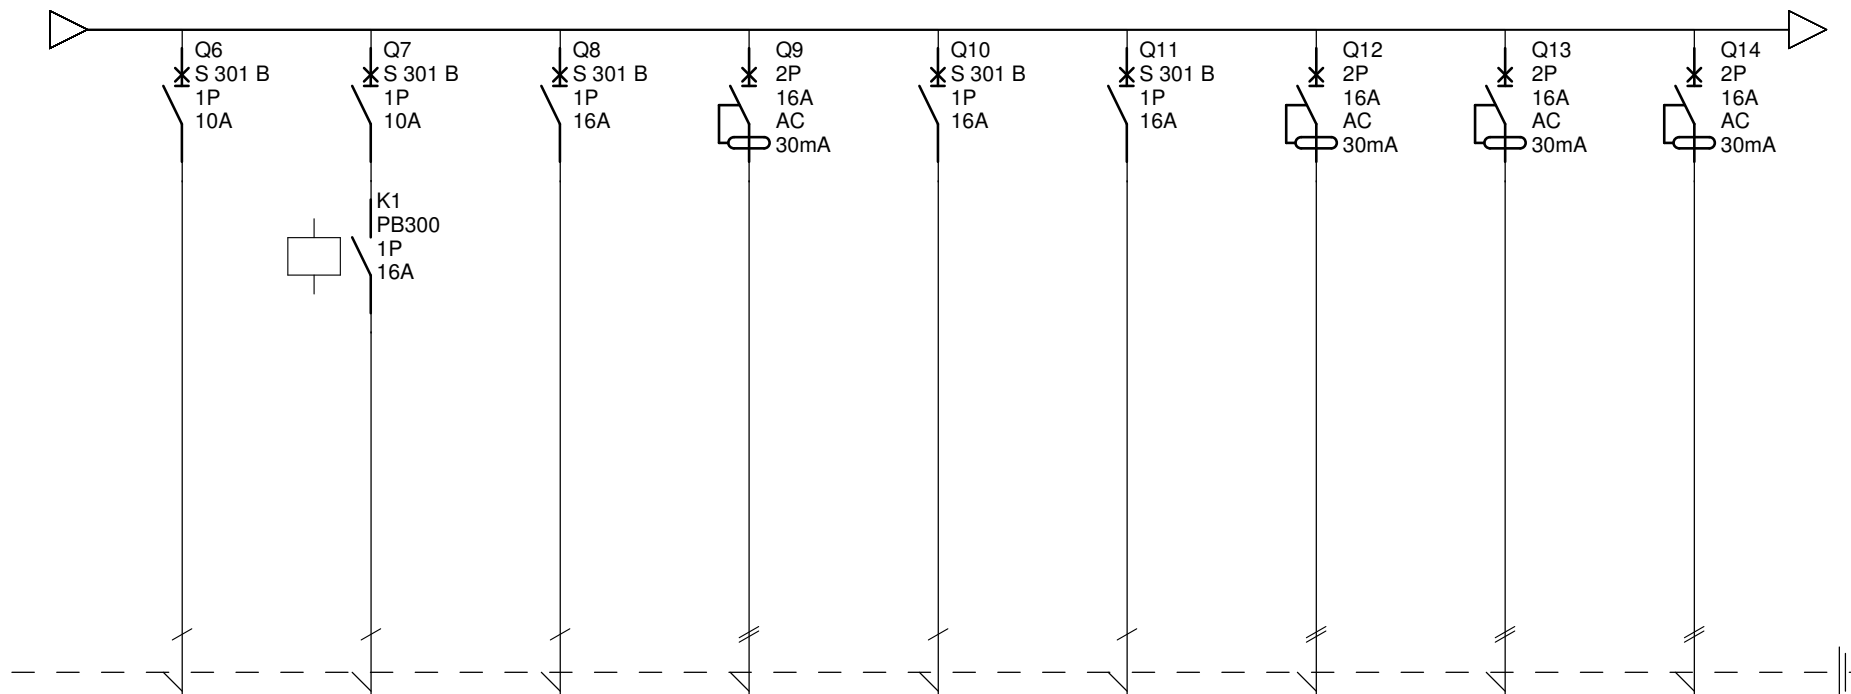 Q6
S 301 B
1P
10A
Q7
S 301 B
1P
10A
K1
PB300
1P
16A
Q8
S 301 B
1P
16A
Q9
2P
16A
AC
30mA
Q10
S 301 B
1P
16A
Q11
S 301 B
1P
16A
Q12
2P
16A
AC
30mA
Q13
2P
16A
AC
30mA
Q14
2P
16A
AC
30mA